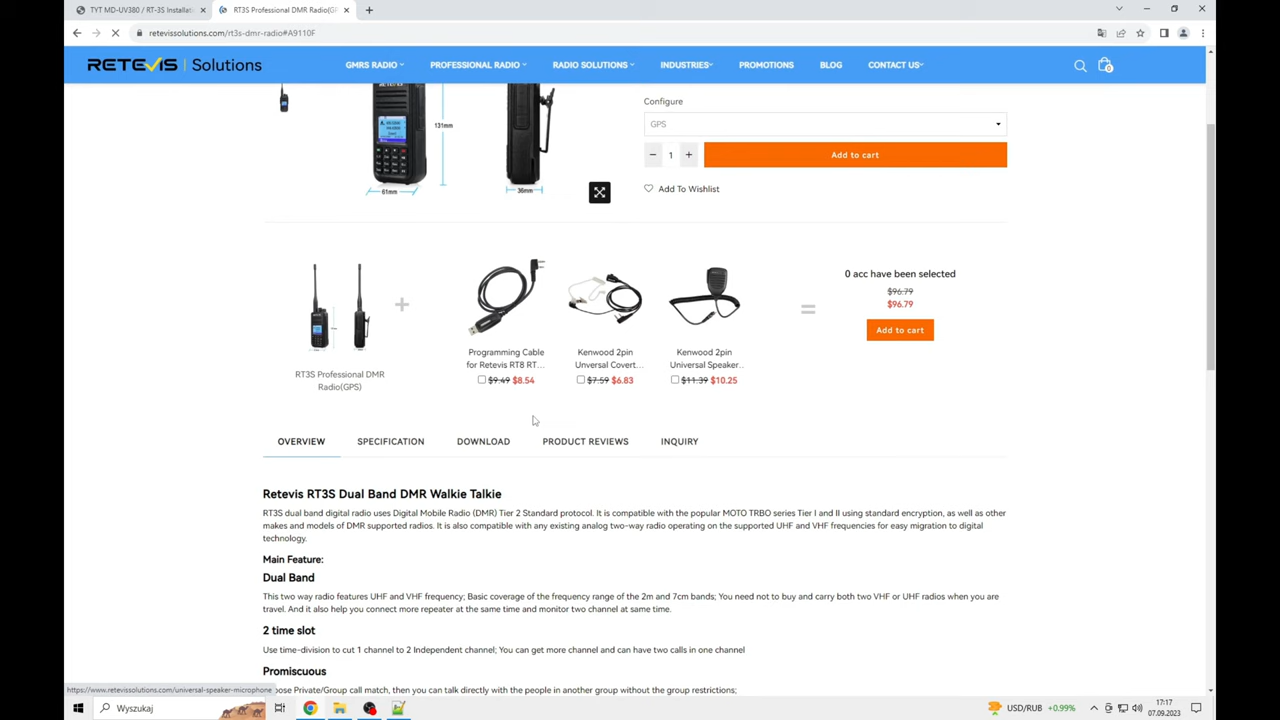 TYT MD-UV380 / RT-3S Installati
RT3S Professional DMR Radio(GP
retevissolutions.com/rt3s-dmr-radio#A9110F
RETEVIS Solutions
GMRS RADIO
PROFESSIONAL RADIO
RADIO SOLUTIONS
INDUSTRIES
PROMOTIONS
BLOG
CONTACT US
0
131mm
61mm
36mm
Configure
GPS
1
Add to cart
Add To Wishlist
RT3S Professional DMR
Radio(GPS)
Programming Cable
for Retevis RT8 RT...
$9.49 $8.54
Kenwood 2pin
Unversal Covert...
$7.59 $6.83
Kenwood 2pin
Universal Speaker...
$11.39 $10.25
0 acc have been selected
$96.79
$96.79
Add to cart
OVERVIEW
SPECIFICATION
DOWNLOAD
PRODUCT REVIEWS
INQUIRY
Retevis RT3S Dual Band DMR Walkie Talkie
RT3S dual band digital radio uses Digital Mobile Radio (DMR) Tier 2 Standard protocol. It is compatible with the popular MOTO TRBO series Tier I and II using standard encryption, as well as other
makes and models of DMR supported radios. It is also compatible with any existing analog two-way radio operating on the supported UHF and VHF frequencies for easy migration to digital
technology.
Main Feature:
Dual Band
This two way radio features UHF and VHF frequency; Basic coverage of the frequency range of the 2m and 7cm bands; You need not to buy and carry both two VHF or UHF radios when you are
travel. And it also help you connect more repeater at the same time and monitor two channel at same time.
2 time slot
Use time-division to cut 1 channel to 2 Independent channel; You can get more channel and can have two calls in one channel
Promiscuous
oose Private/Group call match, then you can talk directly with the people in another group without the group restrictions;
https://www.retevissolutions.com/universal-speaker-microphone
Wyszukaj
USD/RUB +0.99%
17:17
07.09.2023